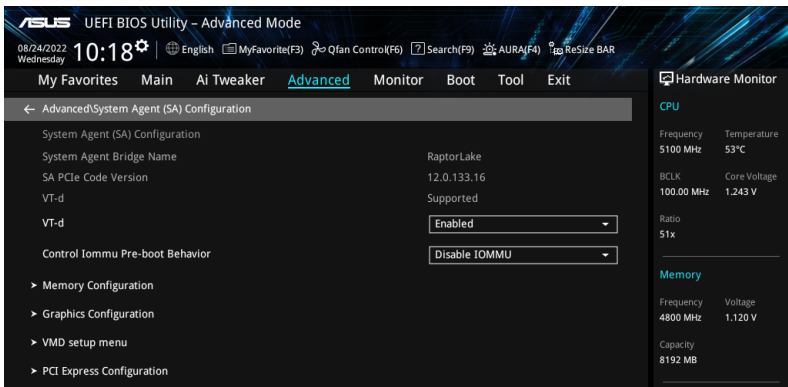 ASUS UEFI BIOS Utility – Advanced Mode
08/24/2022 Wednesday 10:18 English MyFavorite(F3) Qfan Control(F6) ? Search(F9) AURA(F4) ReSize BAR
My Favorites Main Ai Tweaker Advanced Monitor Boot Tool Exit
← Advanced\System Agent (SA) Configuration
System Agent (SA) Configuration
System Agent Bridge Name RaptorLake
SA PCIe Code Version 12.0.133.16
VT-d Supported
VT-d Enabled
Control Iommu Pre-boot Behavior Disable IOMMU
> Memory Configuration
> Graphics Configuration
> VMD setup menu
> PCI Express Configuration
Hardware Monitor
CPU
Frequency Temperature
5100 MHz 53°C
BCLK Core Voltage
100.00 MHz 1.243 V
Ratio
51x
Memory
Frequency Voltage
4800 MHz 1.120 V
Capacity
8192 MB